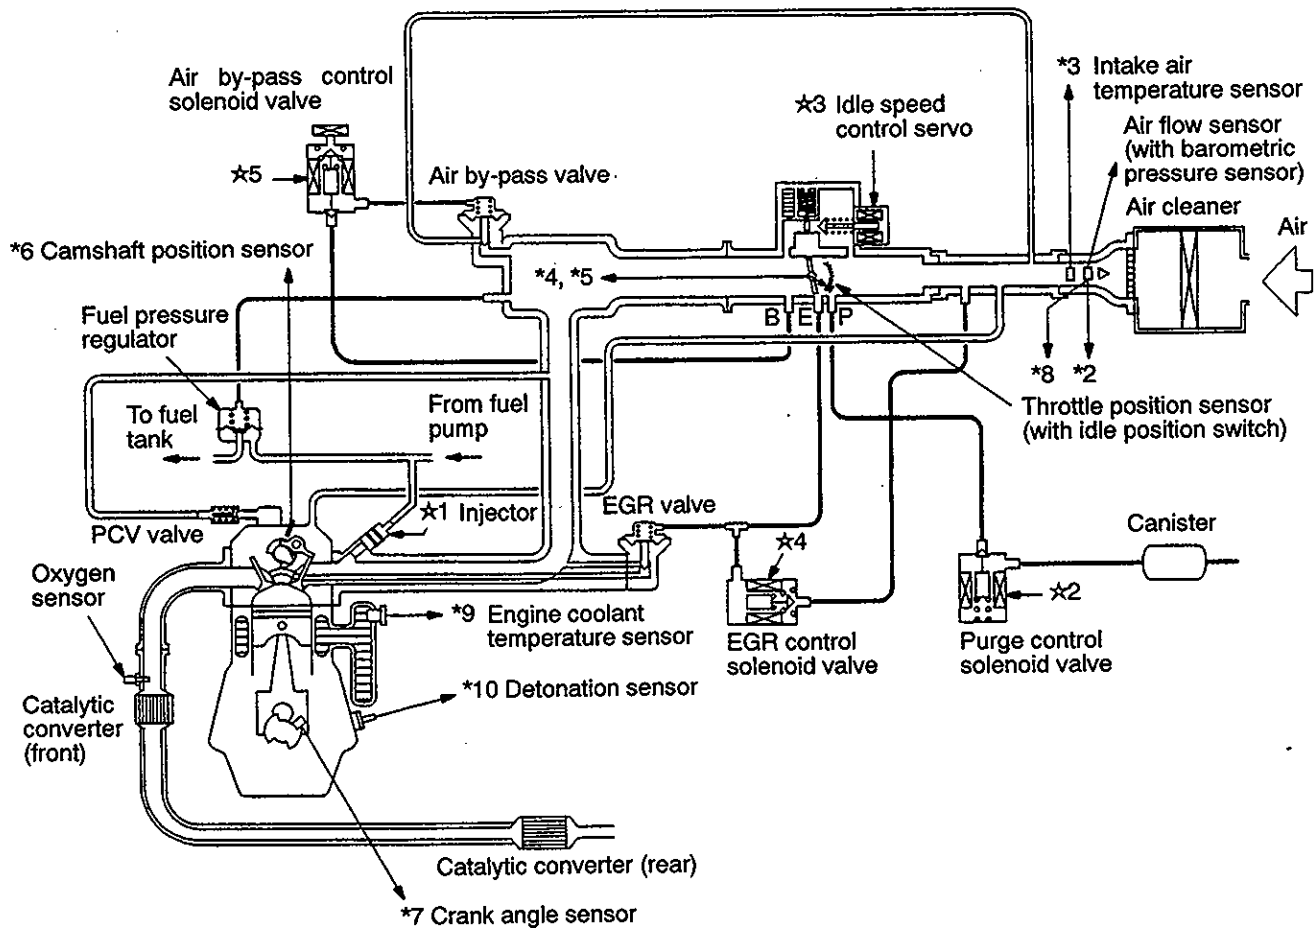 Air by-pass control
solenoid valve
☆5
Air by-pass valve
☆3 Idle speed
control servo
*3 Intake air
temperature sensor
Air flow sensor
(with barometric
pressure sensor)
Air cleaner
Air
*6 Camshaft position sensor
*4, *5
Fuel pressure
regulator
B E P
*8 *2
To fuel
tank
From fuel
pump
Throttle position sensor
(with idle position switch)
PCV valve
☆1 Injector
EGR valve
Canister
Oxygen
sensor
☆4
☆2
*9 Engine coolant
temperature sensor
EGR control
solenoid valve
Purge control
solenoid valve
*10 Detonation sensor
Catalytic
converter
(front)
Catalytic converter (rear)
*7 Crank angle sensor